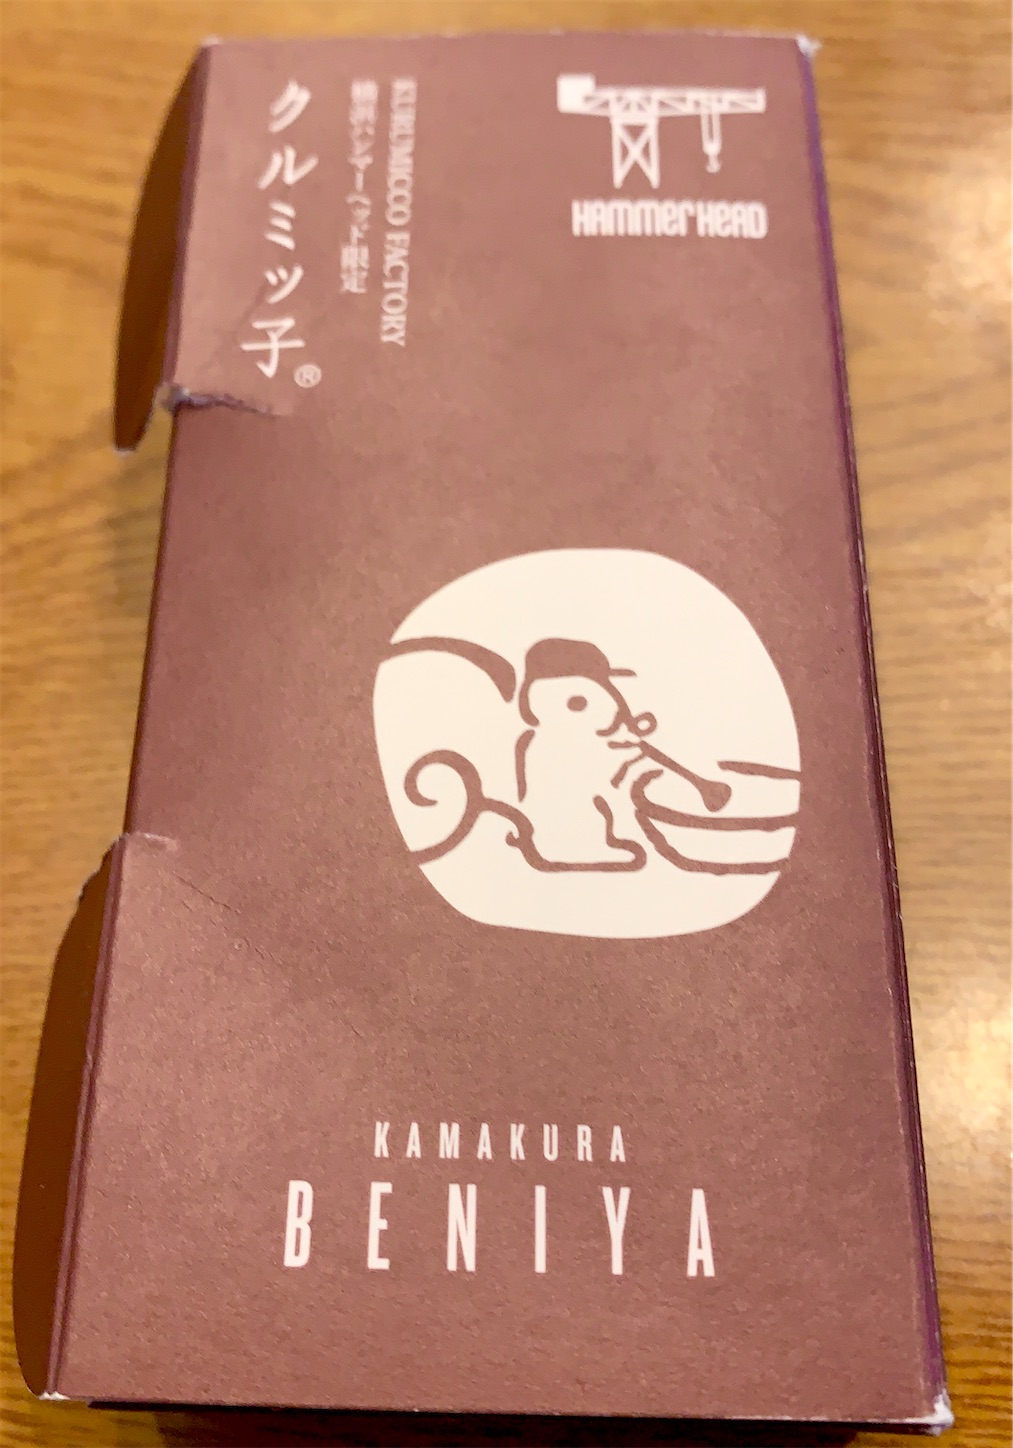 HAMMERHEAD
KURUMICCO FACTORY
横浜ハンマーヘッド限定
クルミッ子®
KAMAKURA
BENIYA